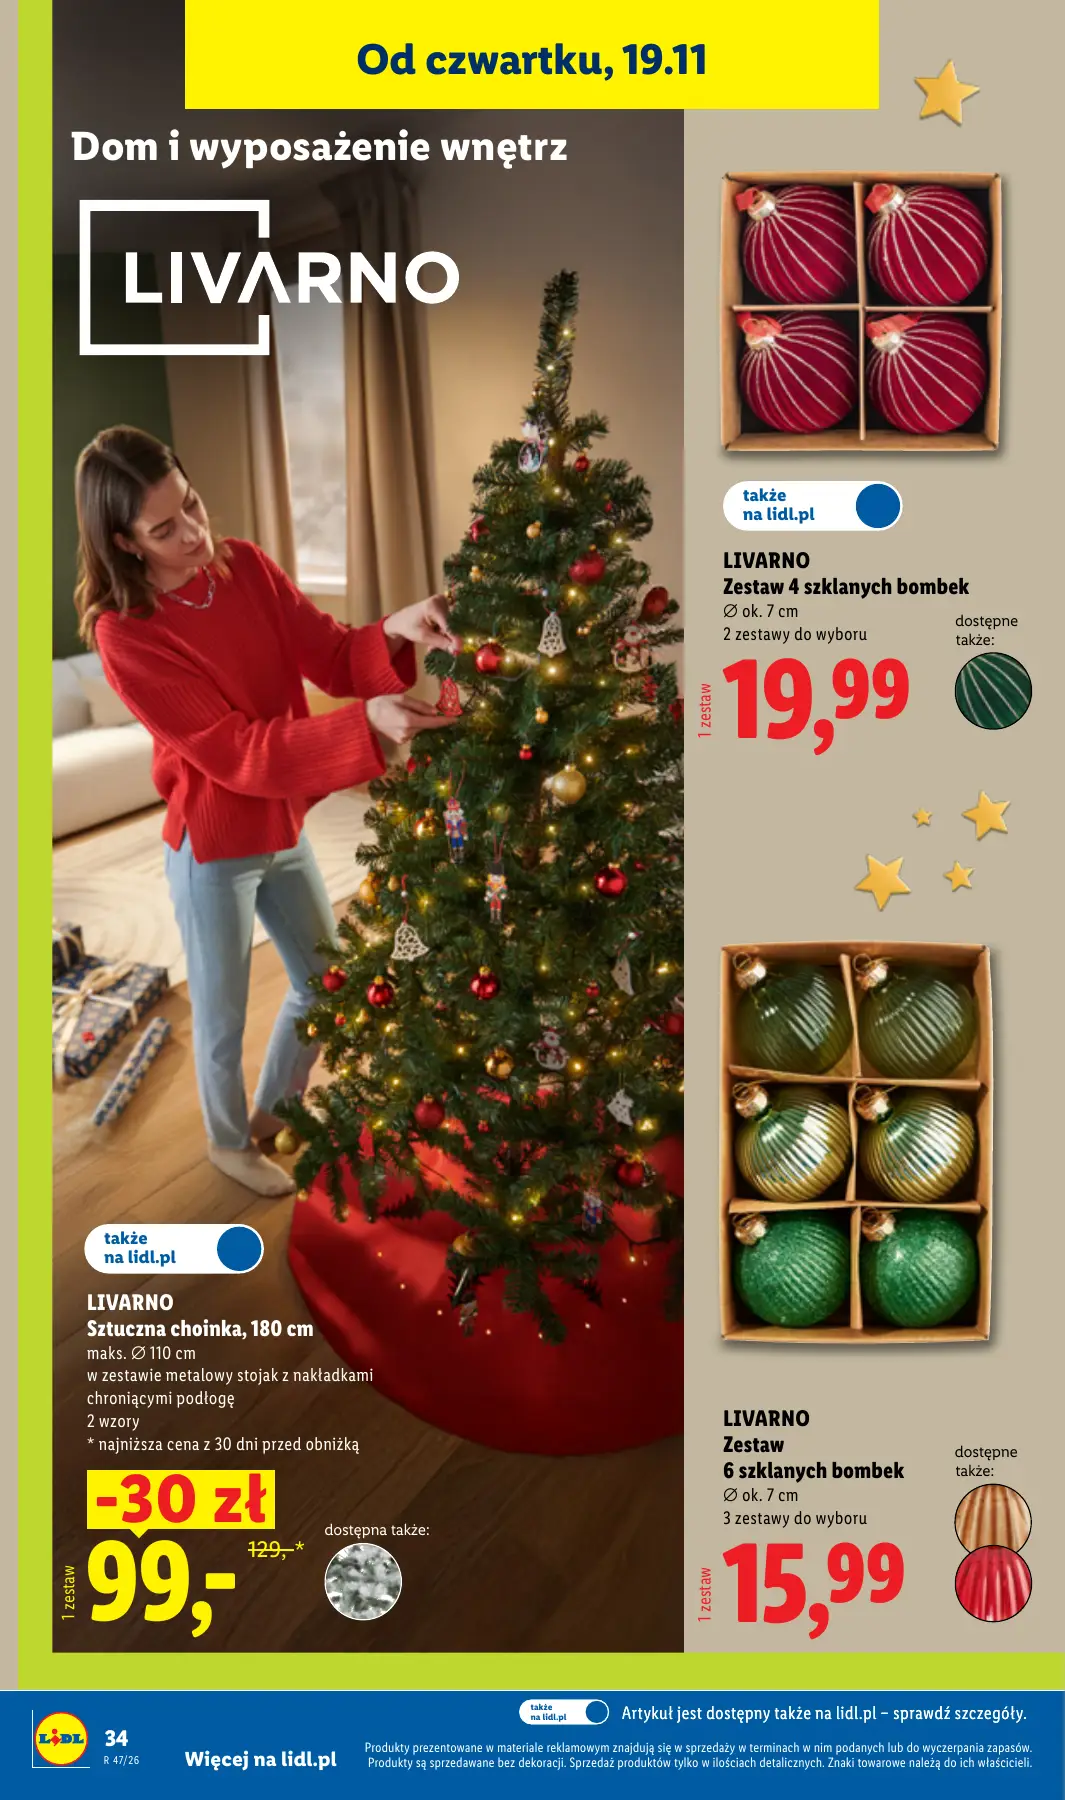 Od czwartku, 19.11
Dom i wyposażenie wnętrz
LIVARNO
także
na lidl.pl
LIVARNO
Zestaw 4 szklanych bombek
Ø ok. 7 cm
2 zestawy do wyboru
dostępne
także:
1 zestaw
19,99
także
na lidl.pl
LIVARNO
Sztuczna choinka, 180 cm
maks. Ø 110 cm
w zestawie metalowy stojak z nakładkami
chroniącymi podłogę
2 wzory
* najniższa cena z 30 dni przed obniżką
-30 zł
129,-*
1 zestaw
99,-
dostępna także:
LIVARNO
Zestaw
6 szklanych bombek
Ø ok. 7 cm
3 zestawy do wyboru
dostępne
także:
1 zestaw
15,99
LIDL
34
R 47/26
Więcej na lidl.pl
także
na lidl.pl
Artykuł jest dostępny także na lidl.pl – sprawdź szczegóły.
Produkty prezentowane w materiale reklamowym znajdują się w sprzedaży w terminach w nim podanych lub do wyczerpania zapasów.
Produkty są sprzedawane bez dekoracji. Sprzedaż produktów tylko w ilościach detalicznych. Znaki towarowe należą do ich właścicieli.